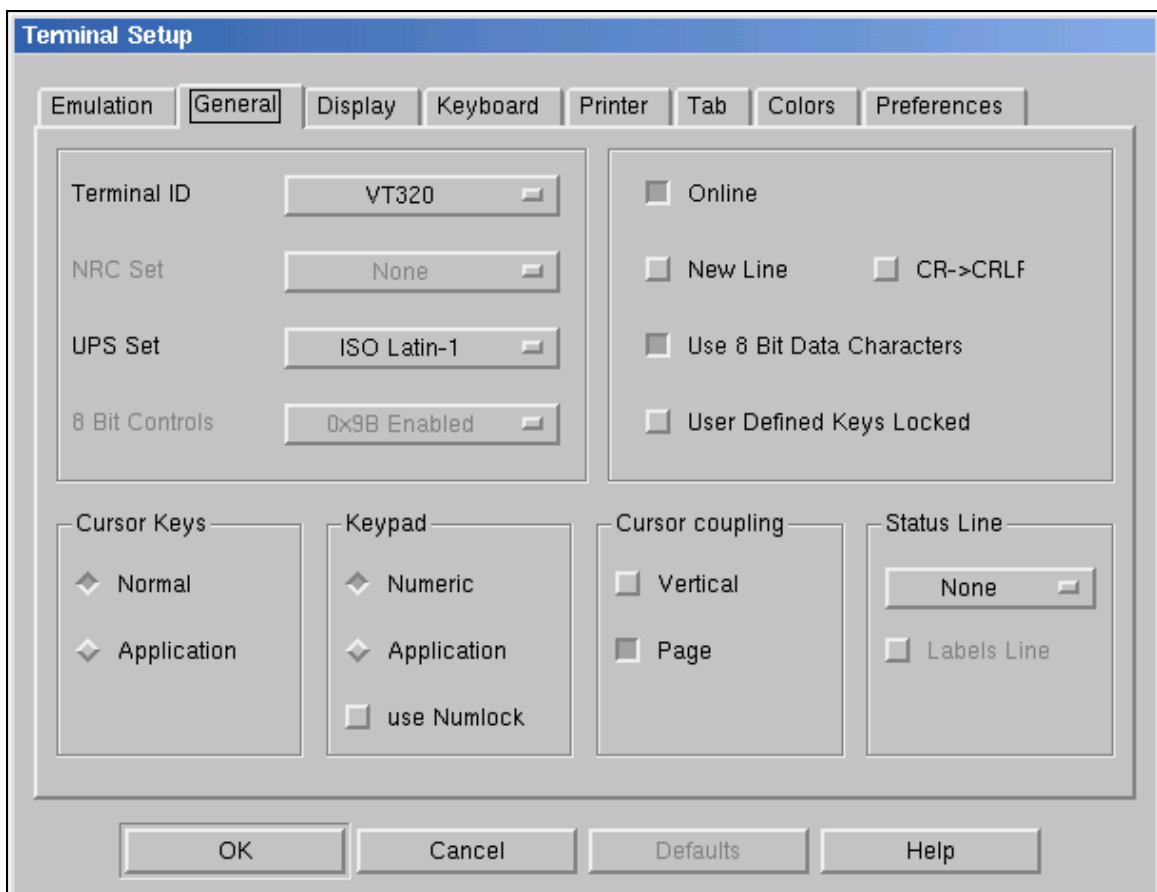 Terminal Setup
Emulation General Display Keyboard Printer Tab Colors Preferences
Terminal ID VT320
NRC Set None
UPS Set ISO Latin-1
8 Bit Controls 0x9B Enabled
Online
New Line CR->CRLF
Use 8 Bit Data Characters
User Defined Keys Locked
Cursor Keys
Normal
Application
Keypad
Numeric
Application
use Numlock
Cursor coupling
Vertical
Page
Status Line
None
Labels Line
OK Cancel Defaults Help